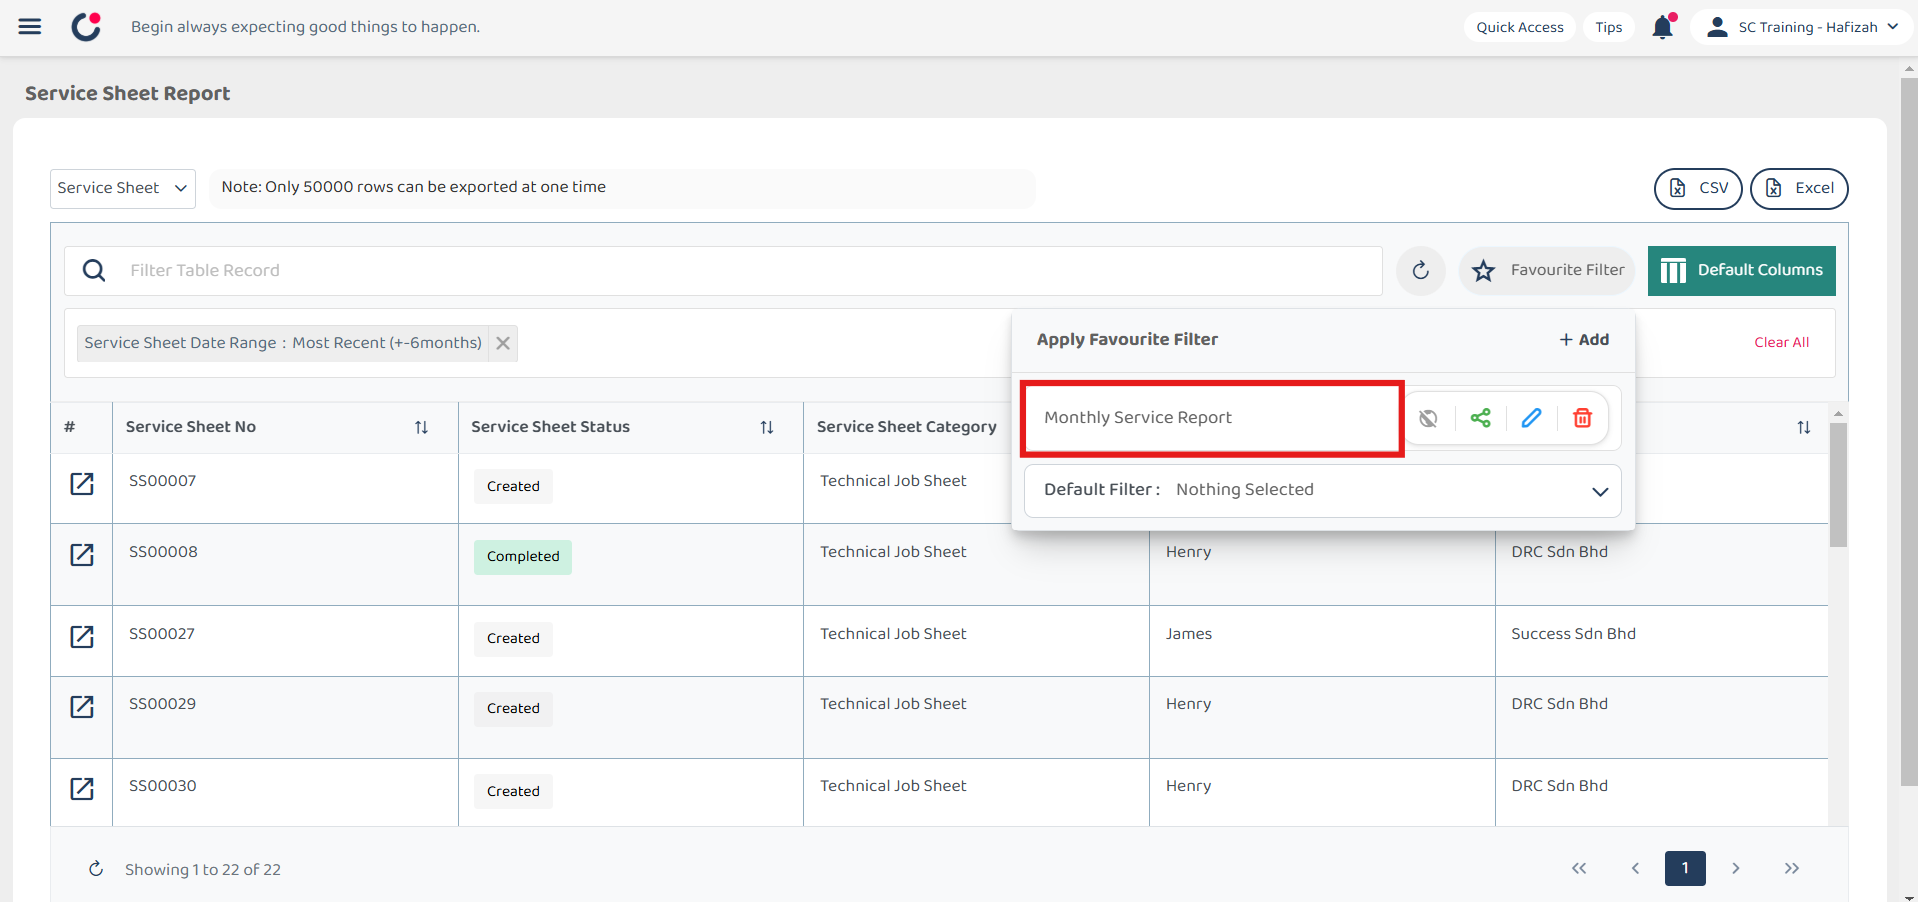 Begin always expecting good things to happen.
Quick Access
Tips
SC Training - Hafizah
Service Sheet Report
Service Sheet
Note: Only 50000 rows can be exported at one time
CSV
Excel
Filter Table Record
Favourite Filter
Default Columns
Service Sheet Date Range : Most Recent (+-6months)
Clear All
Apply Favourite Filter
+ Add
Monthly Service Report
Default Filter : Nothing Selected
# Service Sheet No Service Sheet Status Service Sheet Category
SS00007 Created Technical Job Sheet
SS00008 Completed Technical Job Sheet Henry DRC Sdn Bhd
SS00027 Created Technical Job Sheet James Success Sdn Bhd
SS00029 Created Technical Job Sheet Henry DRC Sdn Bhd
SS00030 Created Technical Job Sheet Henry DRC Sdn Bhd
Showing 1 to 22 of 22
1